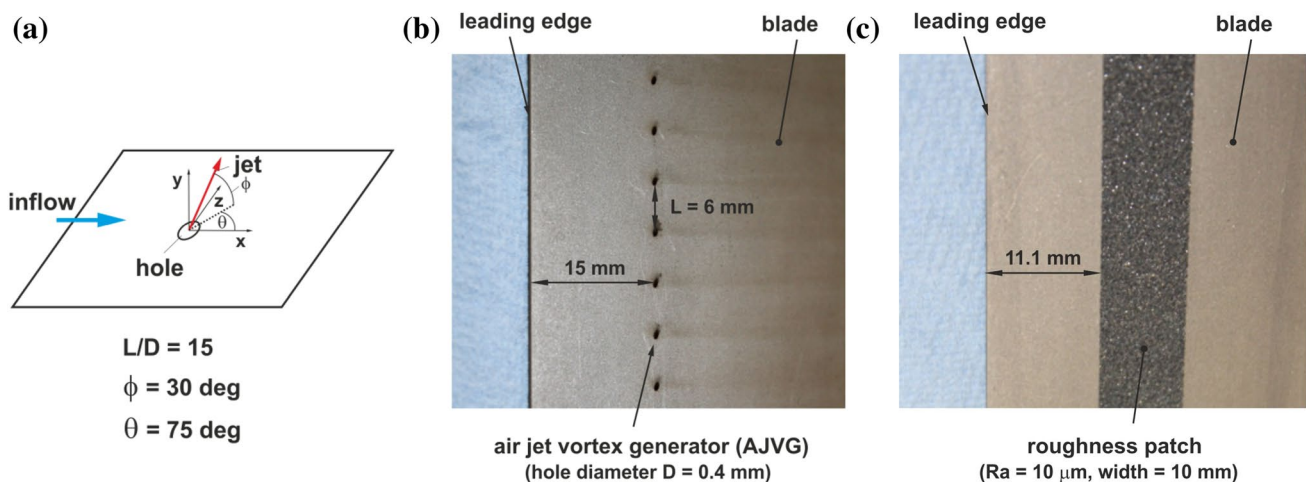 (a)
inflow
jet
y
ϕ
z
θ
x
hole
L/D = 15
ϕ = 30 deg
θ = 75 deg
(b)
leading edge
blade
L = 6 mm
15 mm
air jet vortex generator (AJVG)
(hole diameter D = 0.4 mm)
(c)
leading edge
blade
11.1 mm
roughness patch
(Ra = 10 μm, width = 10 mm)